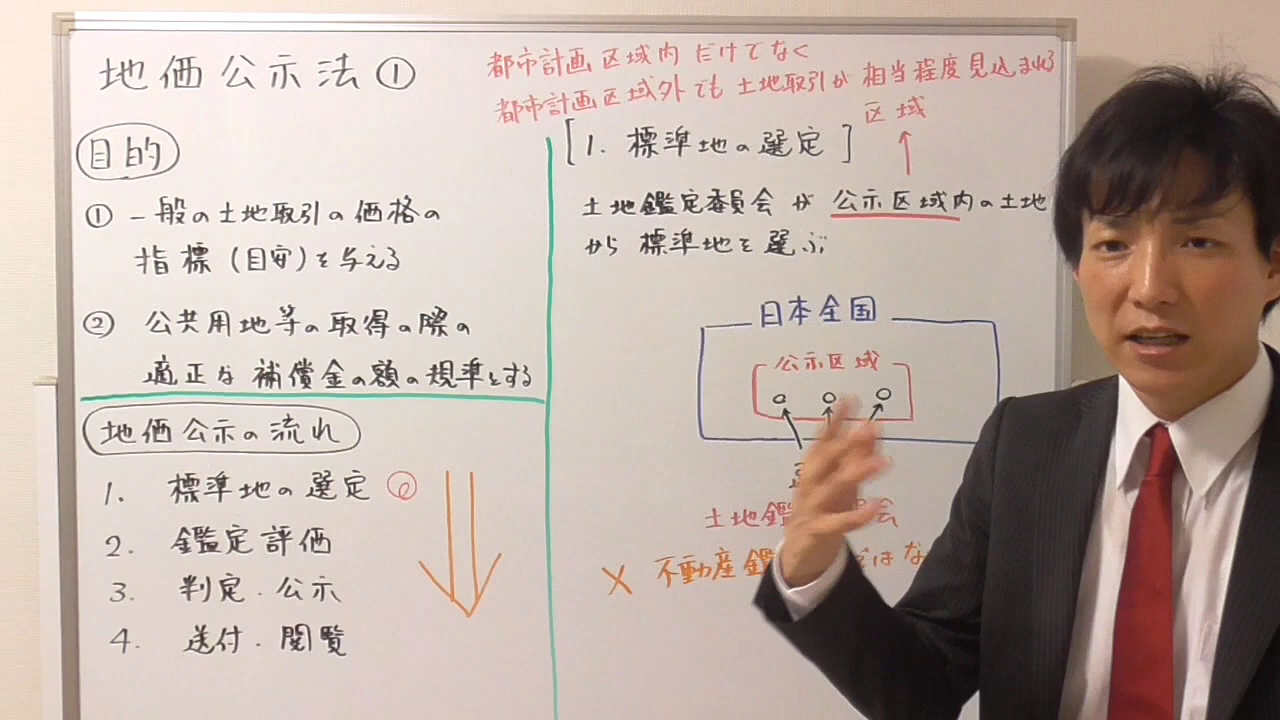 地価公示法①
目的
① 一般の土地取引の価格の
指標(目安)を与える
② 公共用地等の取得の際の
適正な補償金の額の規準とする
地価公示の流れ
1. 標準地の選定
2. 鑑定評価
3. 判定・公示
4. 送付・閲覧
都市計画区域内だけでなく
都市計画区域外でも土地取引が相当程度見込まれる
区域
[1. 標準地の選定]
土地鑑定委員会が公示区域内の土地
から標準地を選ぶ
日本全国
公示区域
土地鑑 会
× 不動産鑑 ではな